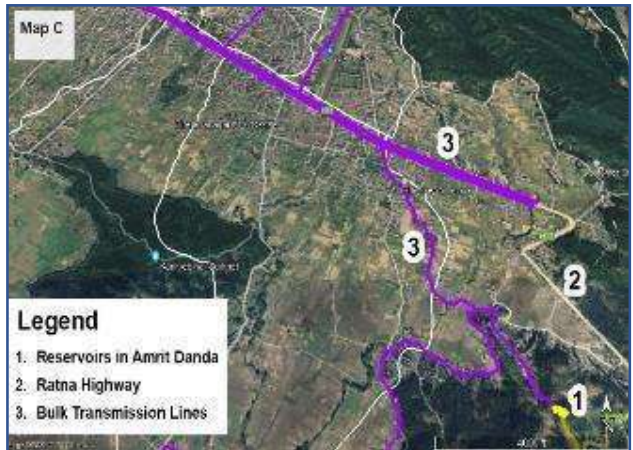 Map C
3
3
2
1
Legend
1. Reservoirs in Amrit Danda
2. Ratna Highway
3. Bulk Transmission Lines